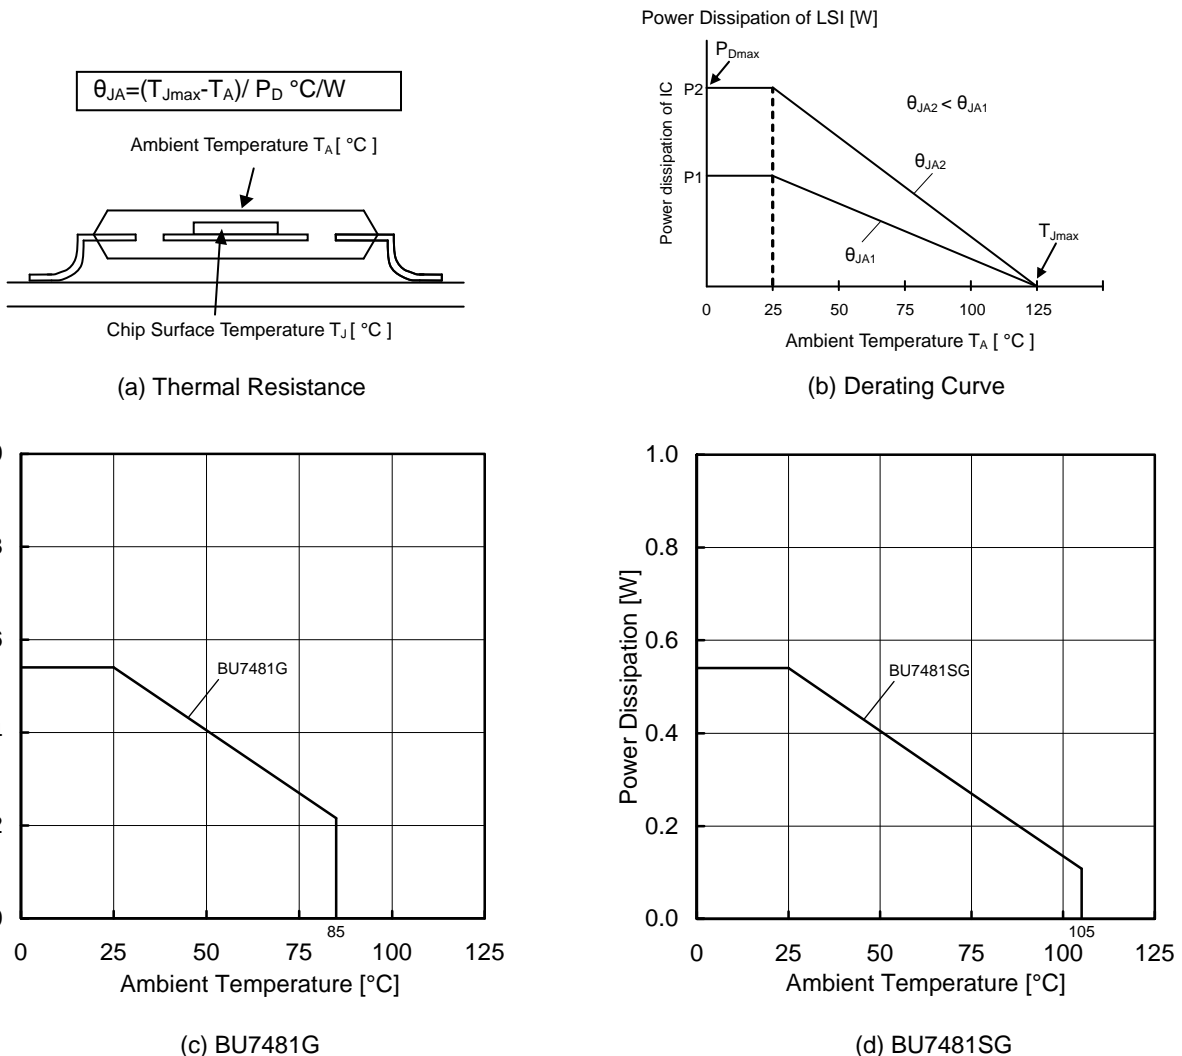 Power Dissipation of LSI [W]
θJA=(TJmax-TA)/ PD °C/W
Ambient Temperature TA [ °C ]
Chip Surface Temperature TJ [ °C ]
(a) Thermal Resistance
PDmax
P2
P1
Power dissipation of IC
θJA2 < θJA1
θJA2
θJA1
TJmax
0 25 50 75 100 125
Ambient Temperature TA [ °C ]
(b) Derating Curve
BU7481G
85
0 25 50 75 100 125
Ambient Temperature [°C]
(c) BU7481G
1.0
0.8
0.6
0.4
0.2
0.0
Power Dissipation [W]
BU7481SG
105
0 25 50 75 100 125
Ambient Temperature [°C]
(d) BU7481SG